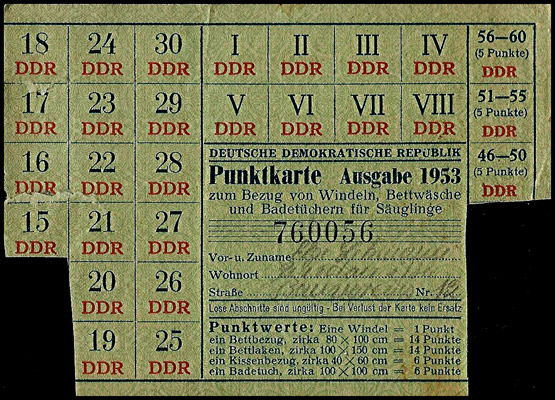 18 24 30 I II III IV 56—60
(5 Punkte)
DDR DDR DDR DDR DDR DDR DDR DDR
17 23 29 V VI VII VIII 51—55
(5 Punkte)
DDR DDR DDR DDR DDR DDR DDR DDR
16 22 28 46—50
(5 Punkte)
DDR DDR DDR DDR
15 21 27
DDR DDR DDR
20 26
DDR DDR
19 25
DDR DDR
DEUTSCHE DEMOKRATISCHE REPUBLIK
Punktkarte Ausgabe 1953
zum Bezug von Windeln, Bettwäsche
und Badetüchern für Säuglinge
760056
Vor- u. Zuname
Wohnort
Straße Nr. 12
Lose Abschnitte sind ungültig - Bei Verlust der Karte kein Ersatz
Punktwerte: Eine Windel = 1 Punkt
ein Bettbezug, zirka 80 × 100 cm = 14 Punkte
ein Bettlaken, zirka 100 × 150 cm = 14 Punkte
ein Kissenbezug, zirka 40 × 60 cm = 6 Punkte
ein Badetuch, zirka 100 × 100 cm = 6 Punkte